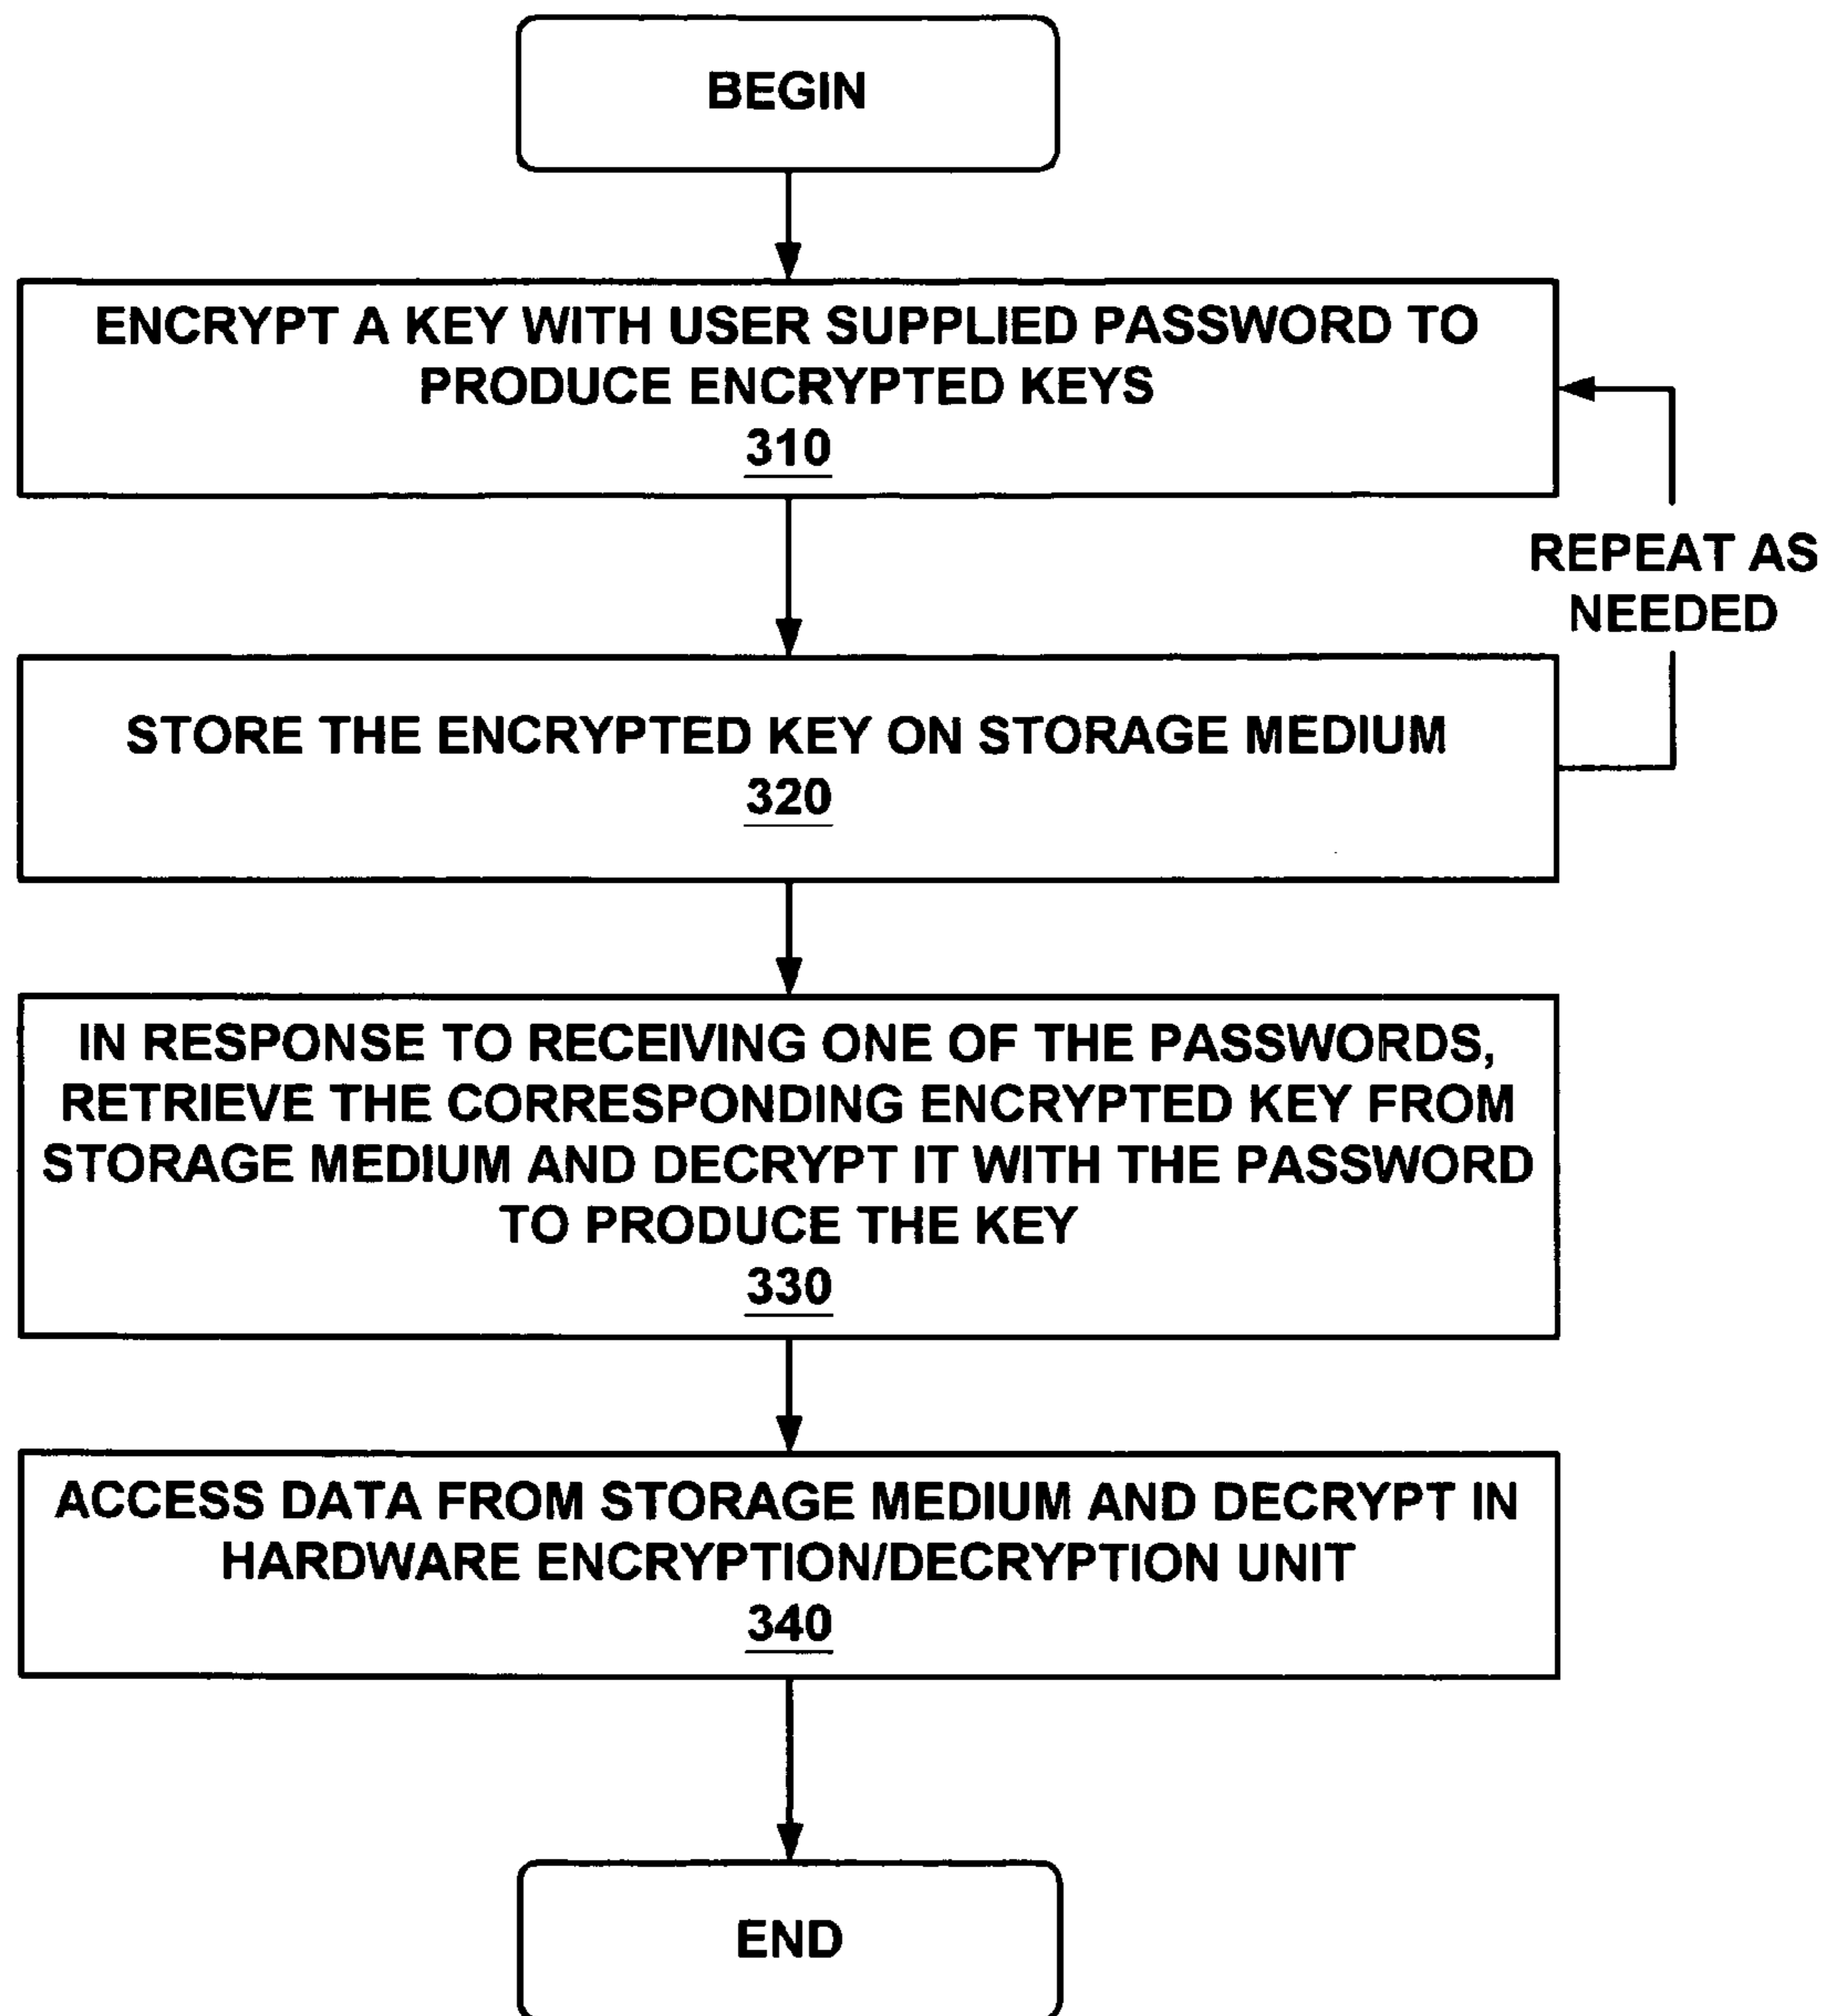 BEGIN
ENCRYPT A KEY WITH USER SUPPLIED PASSWORD TO
PRODUCE ENCRYPTED KEYS
310
REPEAT AS
NEEDED
STORE THE ENCRYPTED KEY ON STORAGE MEDIUM
320
IN RESPONSE TO RECEIVING ONE OF THE PASSWORDS,
RETRIEVE THE CORRESPONDING ENCRYPTED KEY FROM
STORAGE MEDIUM AND DECRYPT IT WITH THE PASSWORD
TO PRODUCE THE KEY
330
ACCESS DATA FROM STORAGE MEDIUM AND DECRYPT IN
HARDWARE ENCRYPTION/DECRYPTION UNIT
340
END